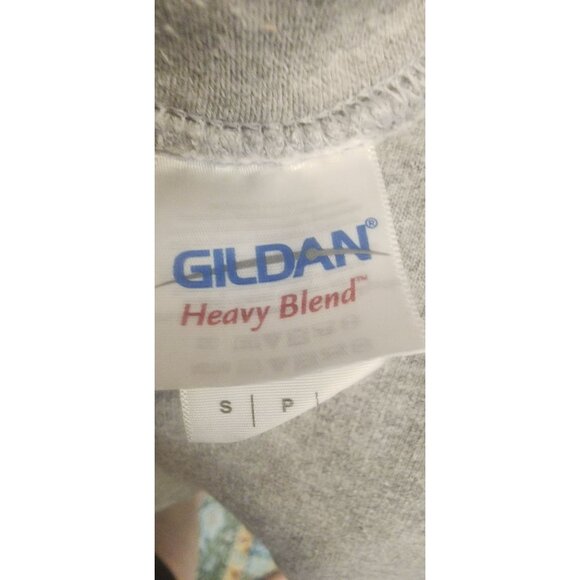 GILDAN®
Heavy Blend™
S | P |